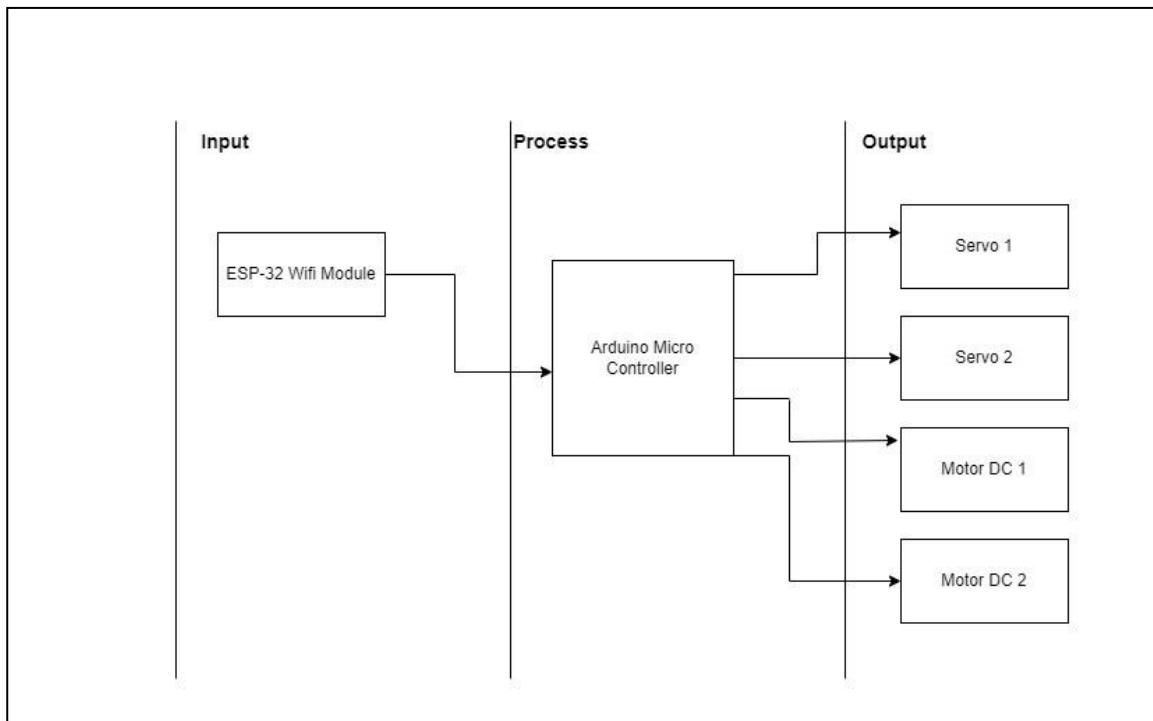 Input
Process
Output
ESP-32 Wifi Module
Arduino Micro
Controller
Servo 1
Servo 2
Motor DC 1
Motor DC 2